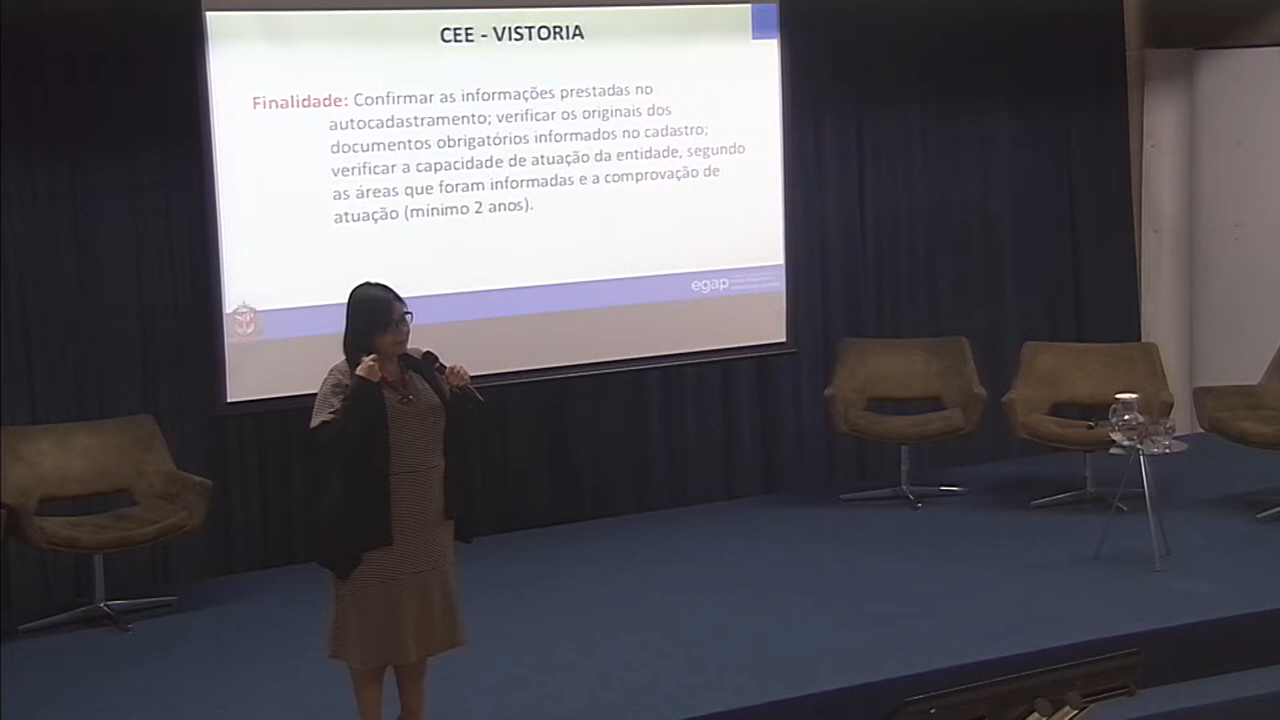 CEE - VISTORIA
Finalidade: Confirmar as informações prestadas no
autocadastramento; verificar os originais dos
documentos obrigatórios informados no cadastro;
verificar a capacidade de atuação da entidade, segundo
as áreas que foram informadas e a comprovação de
atuação (mínimo 2 anos).
egap